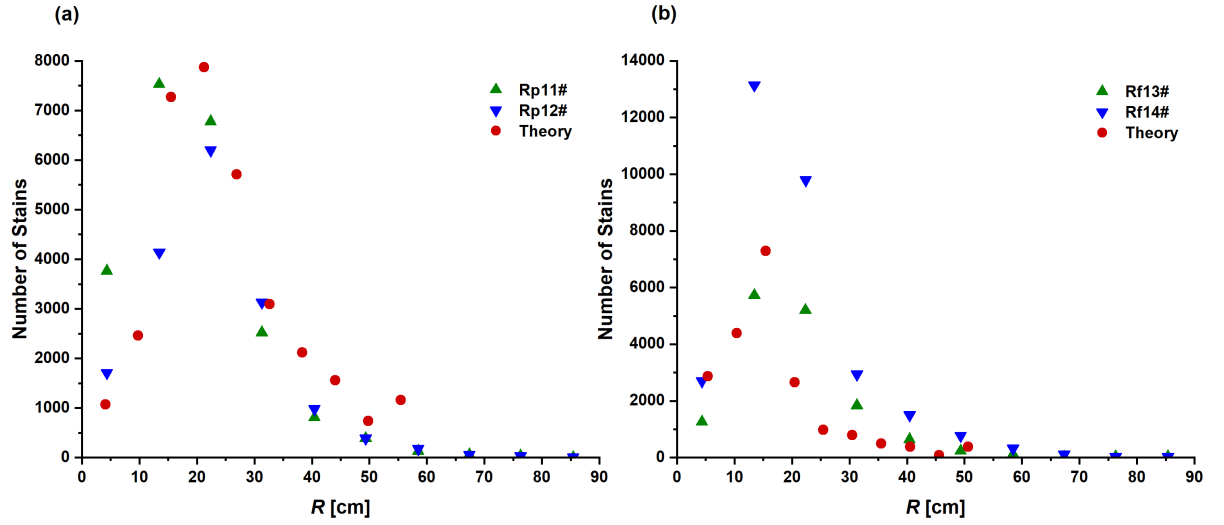 (a)
Number of Stains
8000
7000
6000
5000
4000
3000
2000
1000
0
0 10 20 30 40 50 60 70 80 90
R [cm]
Rp11#
Rp12#
Theory
(b)
Number of Stains
14000
12000
10000
8000
6000
4000
2000
0
0 10 20 30 40 50 60 70 80 90
R [cm]
Rf13#
Rf14#
Theory